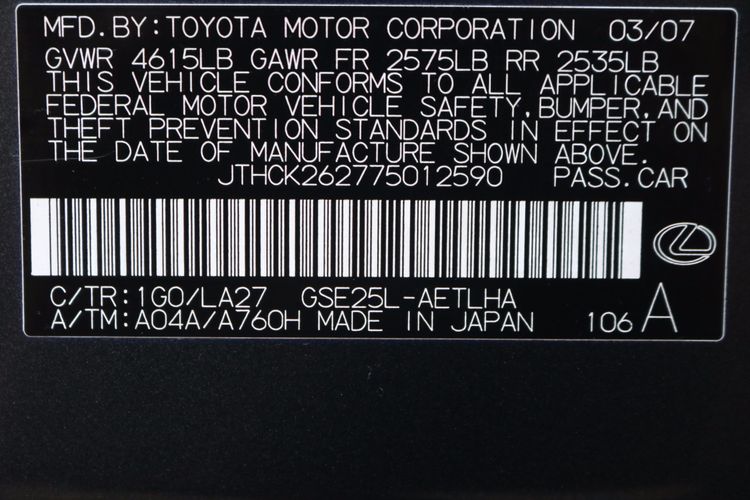 MFD.BY:TOYOTA MOTOR CORPORATION 03/07
GVWR 4615LB GAWR FR 2575LB RR 2535LB
THIS VEHICLE CONFORMS TO ALL APPLICABLE
FEDERAL MOTOR VEHICLE SAFETY,BUMPER,AND
THEFT PREVENTION STANDARDS IN EFFECT ON
THE DATE OF MANUFACTURE SHOWN ABOVE.
JTHCK262775012590 PASS.CAR
C/TR:1G0/LA27 GSE25L-AETLHA
A/TM:A04A/A760H MADE IN JAPAN 106 A